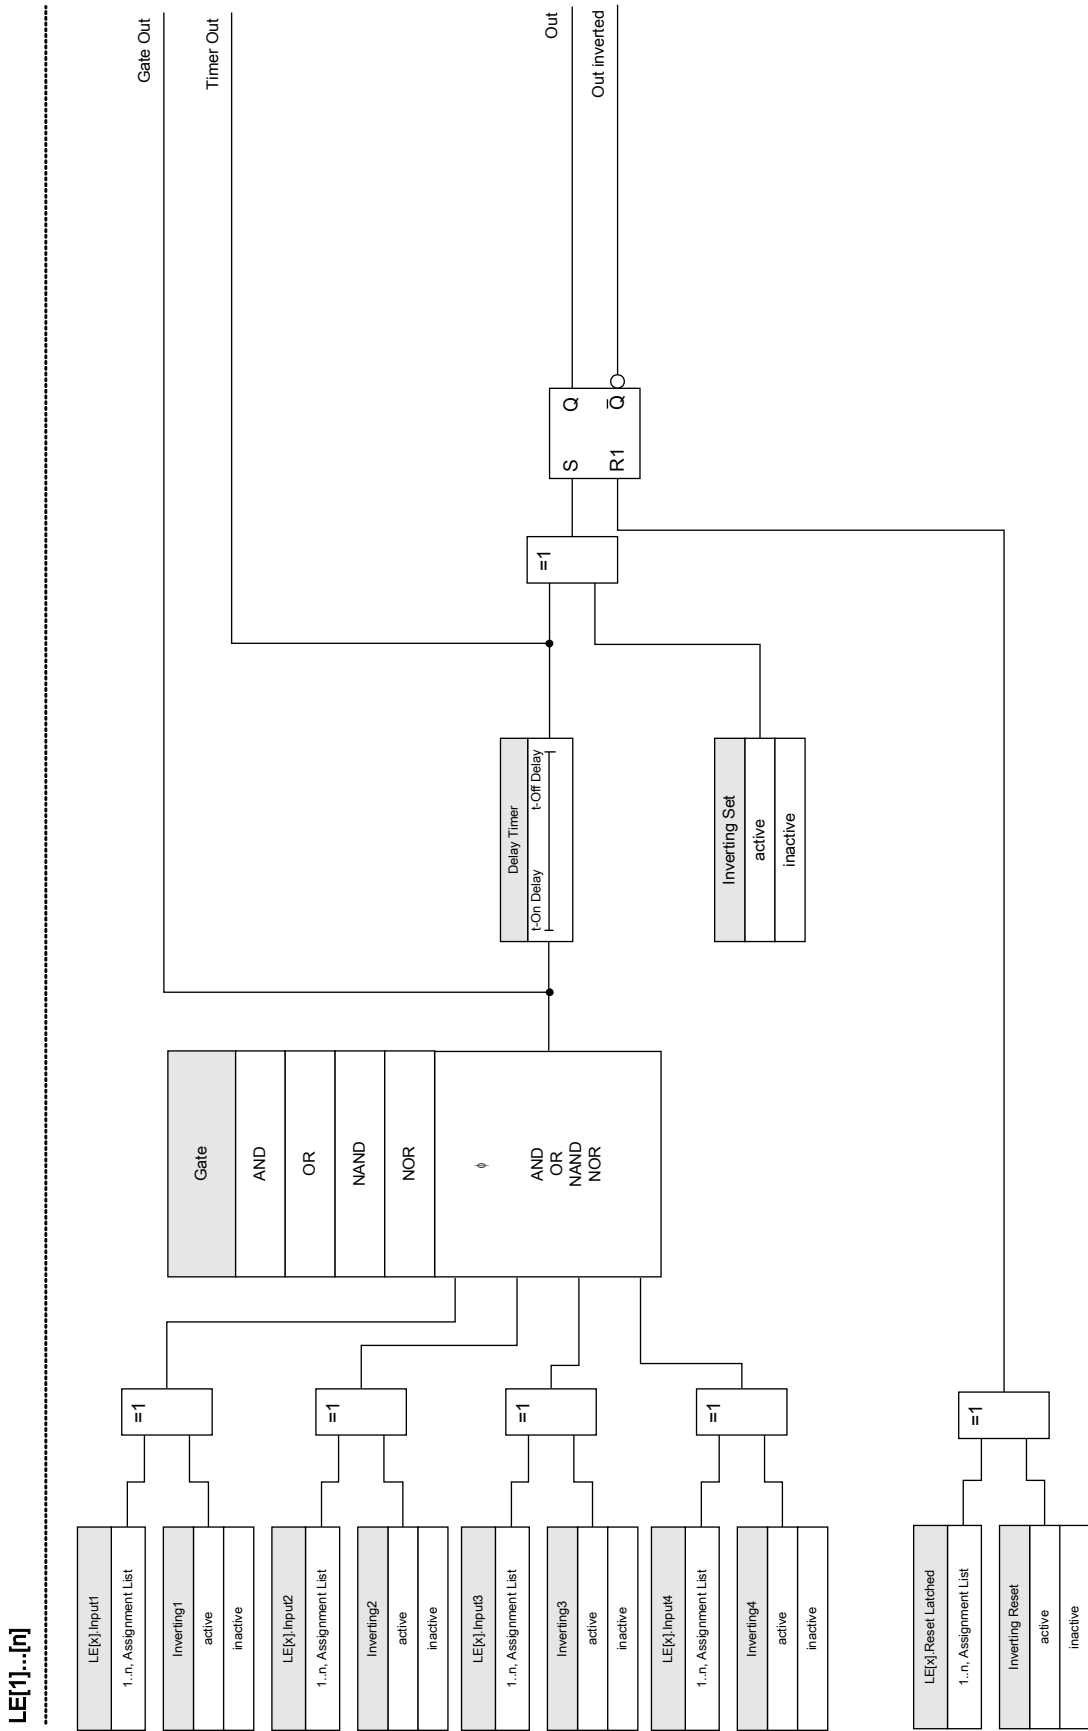 LE[1]...[n]
LE[x].Input1
1..n, Assignment List
Inverting1
active
inactive
LE[x].Input2
1..n, Assignment List
Inverting2
active
inactive
LE[x].Input3
1..n, Assignment List
Inverting3
active
inactive
LE[x].Input4
1..n, Assignment List
Inverting4
active
inactive
LE[x].Reset Latched
1..n, Assignment List
Inverting Reset
active
inactive
=1
=1
=1
=1
=1
Gate
AND
OR
NAND
NOR
ϕ
AND
OR
NAND
NOR
Delay Timer
t-On Delay t-Off Delay
Inverting Set
active
inactive
=1
S Q
R1 Q̅
Gate Out
Timer Out
Out
Out inverted